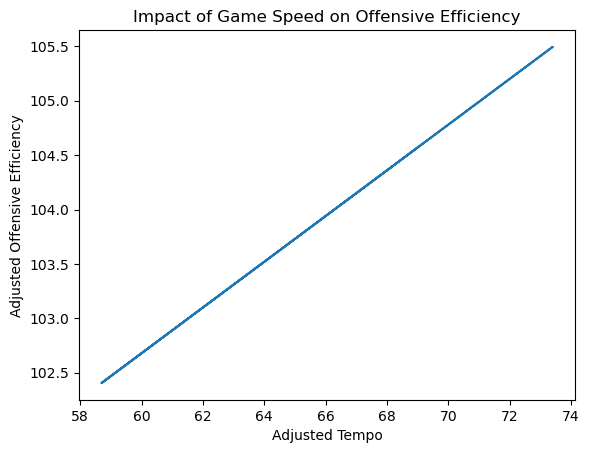 Impact of Game Speed on Offensive Efficiency
105.5
105.0
104.5
104.0
103.5
103.0
102.5
Adjusted Offensive Efficiency
58 60 62 64 66 68 70 72 74
Adjusted Tempo